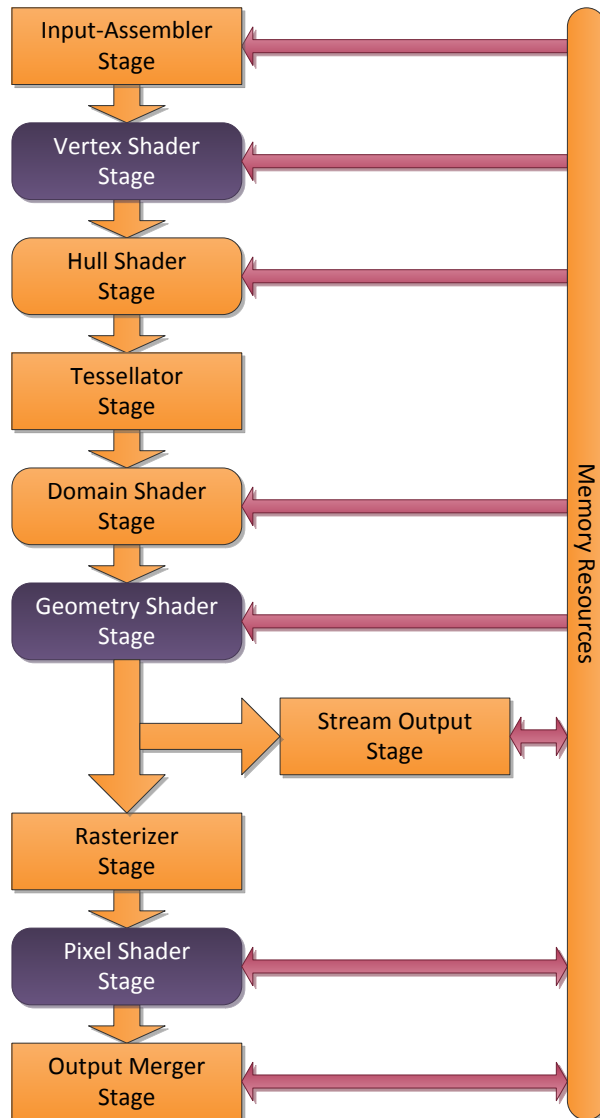 Input-Assembler
Stage
Vertex Shader
Stage
Hull Shader
Stage
Tessellator
Stage
Domain Shader
Stage
Geometry Shader
Stage
Stream Output
Stage
Rasterizer
Stage
Pixel Shader
Stage
Output Merger
Stage
Memory Resources